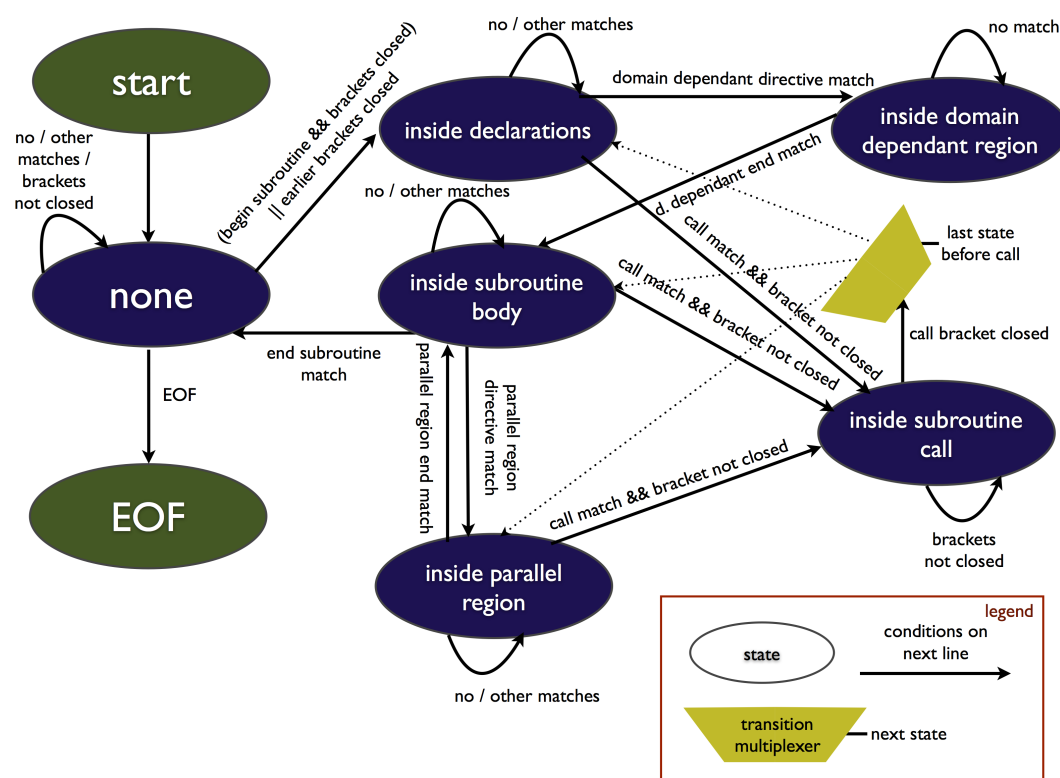 start
no / other
matches /
brackets
not closed
none
EOF
EOF
(begin subroutine && brackets closed)
|| earlier brackets closed
no / other matches
inside declarations
domain dependant directive match
no match
inside domain
dependant region
d. dependant end match
no / other matches
inside subroutine
body
end subroutine
match
call match && bracket not closed
call match && bracket not closed
last state
before call
call bracket closed
inside subroutine
call
brackets
not closed
parallel region end match
parallel region
directive match
call match && bracket not closed
inside parallel
region
no / other matches
legend
state
conditions on
next line
transition
multiplexer
next state